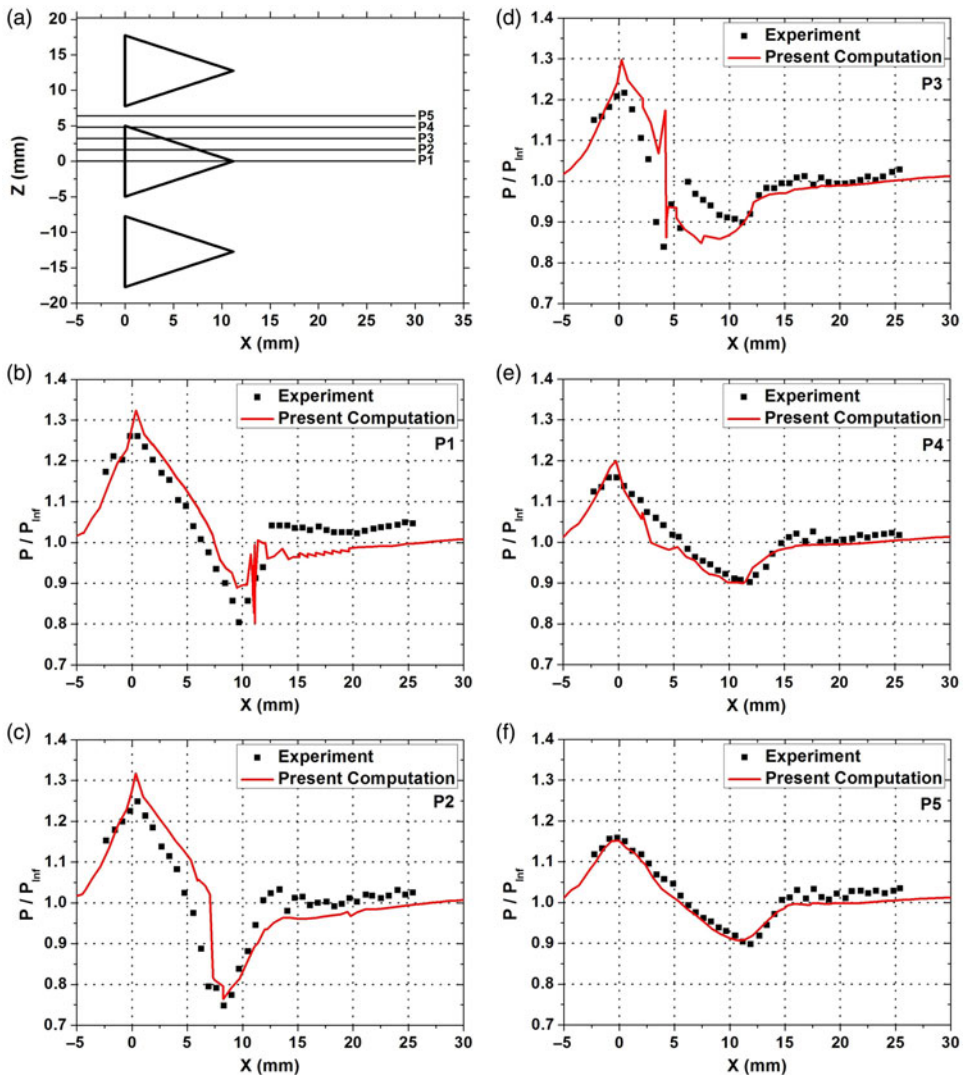 (a)
20
15
10
5
0
−5
−10
−15
−20
Z (mm)
P5
P4
P3
P2
P1
−5 0 5 10 15 20 25 30 35
X (mm)
(b)
1.4
1.3
1.2
1.1
1.0
0.9
0.8
0.7
P / P_Inf
Experiment
Present Computation
P1
−5 0 5 10 15 20 25 30
X (mm)
(c)
1.4
1.3
1.2
1.1
1.0
0.9
0.8
0.7
P / P_Inf
Experiment
Present Computation
P2
−5 0 5 10 15 20 25 30
X (mm)
(d)
1.4
1.3
1.2
1.1
1.0
0.9
0.8
0.7
P / P_Inf
Experiment
Present Computation
P3
−5 0 5 10 15 20 25 30
X (mm)
(e)
1.4
1.3
1.2
1.1
1.0
0.9
0.8
0.7
P / P_Inf
Experiment
Present Computation
P4
−5 0 5 10 15 20 25 30
X (mm)
(f)
1.4
1.3
1.2
1.1
1.0
0.9
0.8
0.7
P / P_Inf
Experiment
Present Computation
P5
−5 0 5 10 15 20 25 30
X (mm)